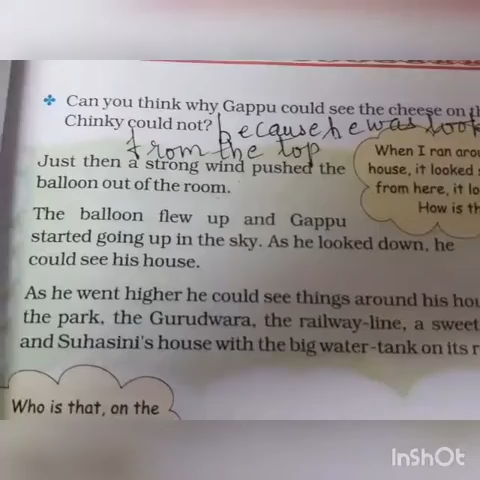 ❖ Can you think why Gappu could see the cheese on
Chinky could not? because he was look
from the top
Just then a strong wind pushed the
balloon out of the room.
When I ran
house, it looked
from here, it
How is
The balloon flew up and Gappu
started going up in the sky. As he looked down, he
could see his house.
As he went higher he could see things around his
the park, the Gurudwara, the railway-line, a sweet
and Suhasini's house with the big water-tank on its
Who is that, on the
InShOt